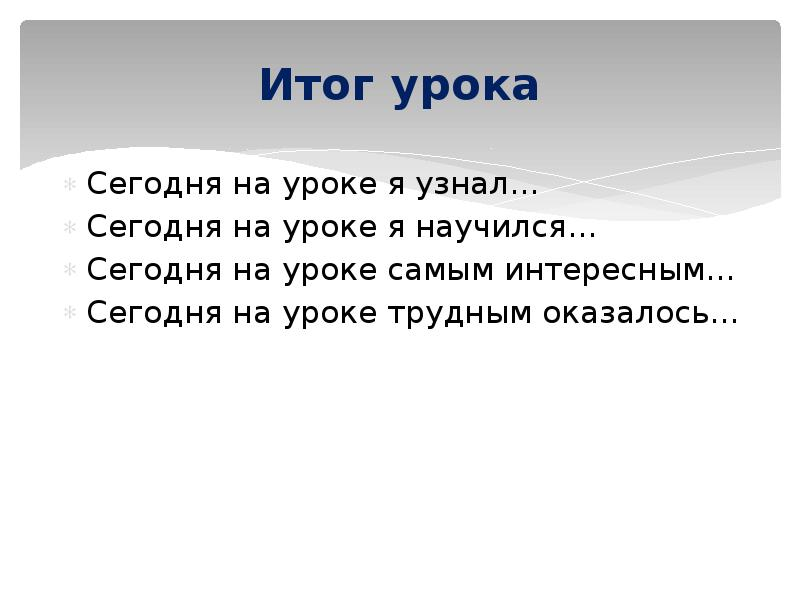 Итог урока
Сегодня на уроке я узнал…
Сегодня на уроке я научился…
Сегодня на уроке самым интересным…
Сегодня на уроке трудным оказалось…